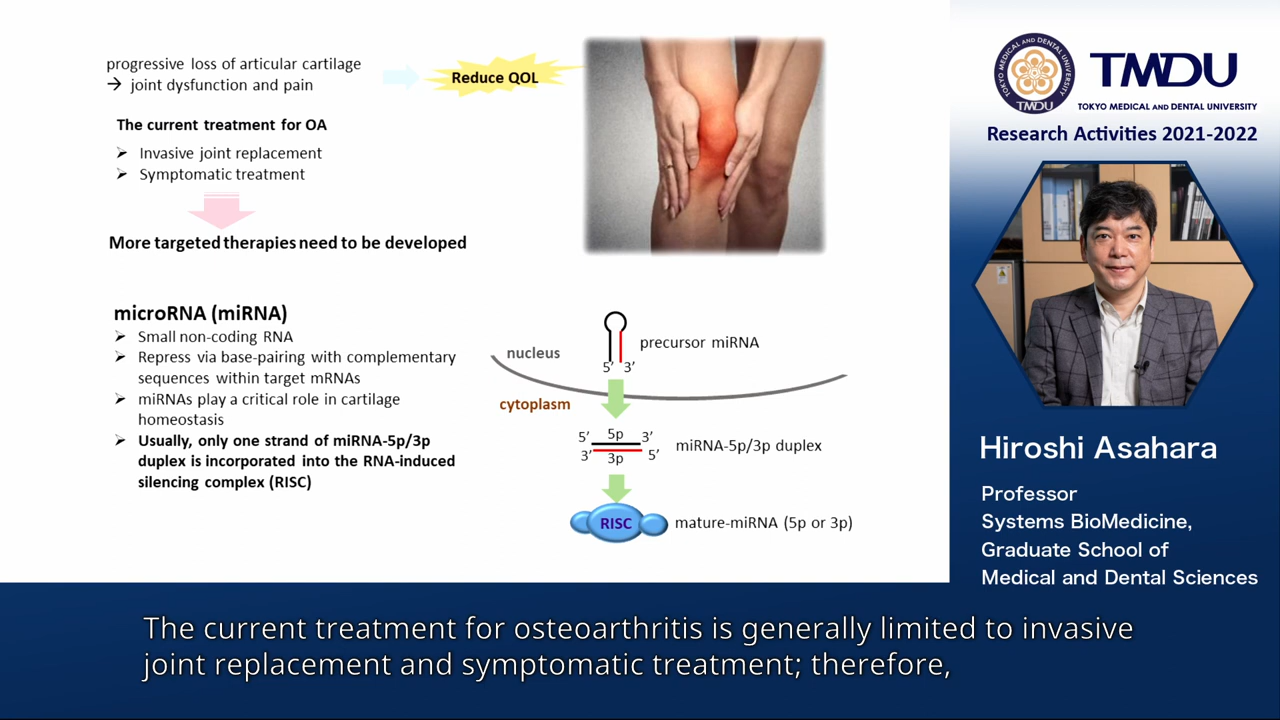 progressive loss of articular cartilage
→ joint dysfunction and pain
Reduce QOL
The current treatment for OA
➢ Invasive joint replacement
➢ Symptomatic treatment
More targeted therapies need to be developed
microRNA (miRNA)
➢ Small non-coding RNA
➢ Repress via base-pairing with complementary
sequences within target mRNAs
➢ miRNAs play a critical role in cartilage
homeostasis
➢ Usually, only one strand of miRNA-5p/3p
duplex is incorporated into the RNA-induced
silencing complex (RISC)
precursor miRNA
nucleus
5’ 3’
cytoplasm
5’ 5p 3’
3’ 3p 5’
miRNA-5p/3p duplex
RISC
mature-miRNA (5p or 3p)
TOKYO MEDICAL AND DENTAL UNIVERSITY
TMDU
TMDU
TOKYO MEDICAL AND DENTAL UNIVERSITY
Research Activities 2021-2022
Hiroshi Asahara
Professor
Systems BioMedicine,
Graduate School of
Medical and Dental Sciences
The current treatment for osteoarthritis is generally limited to invasive
joint replacement and symptomatic treatment; therefore,